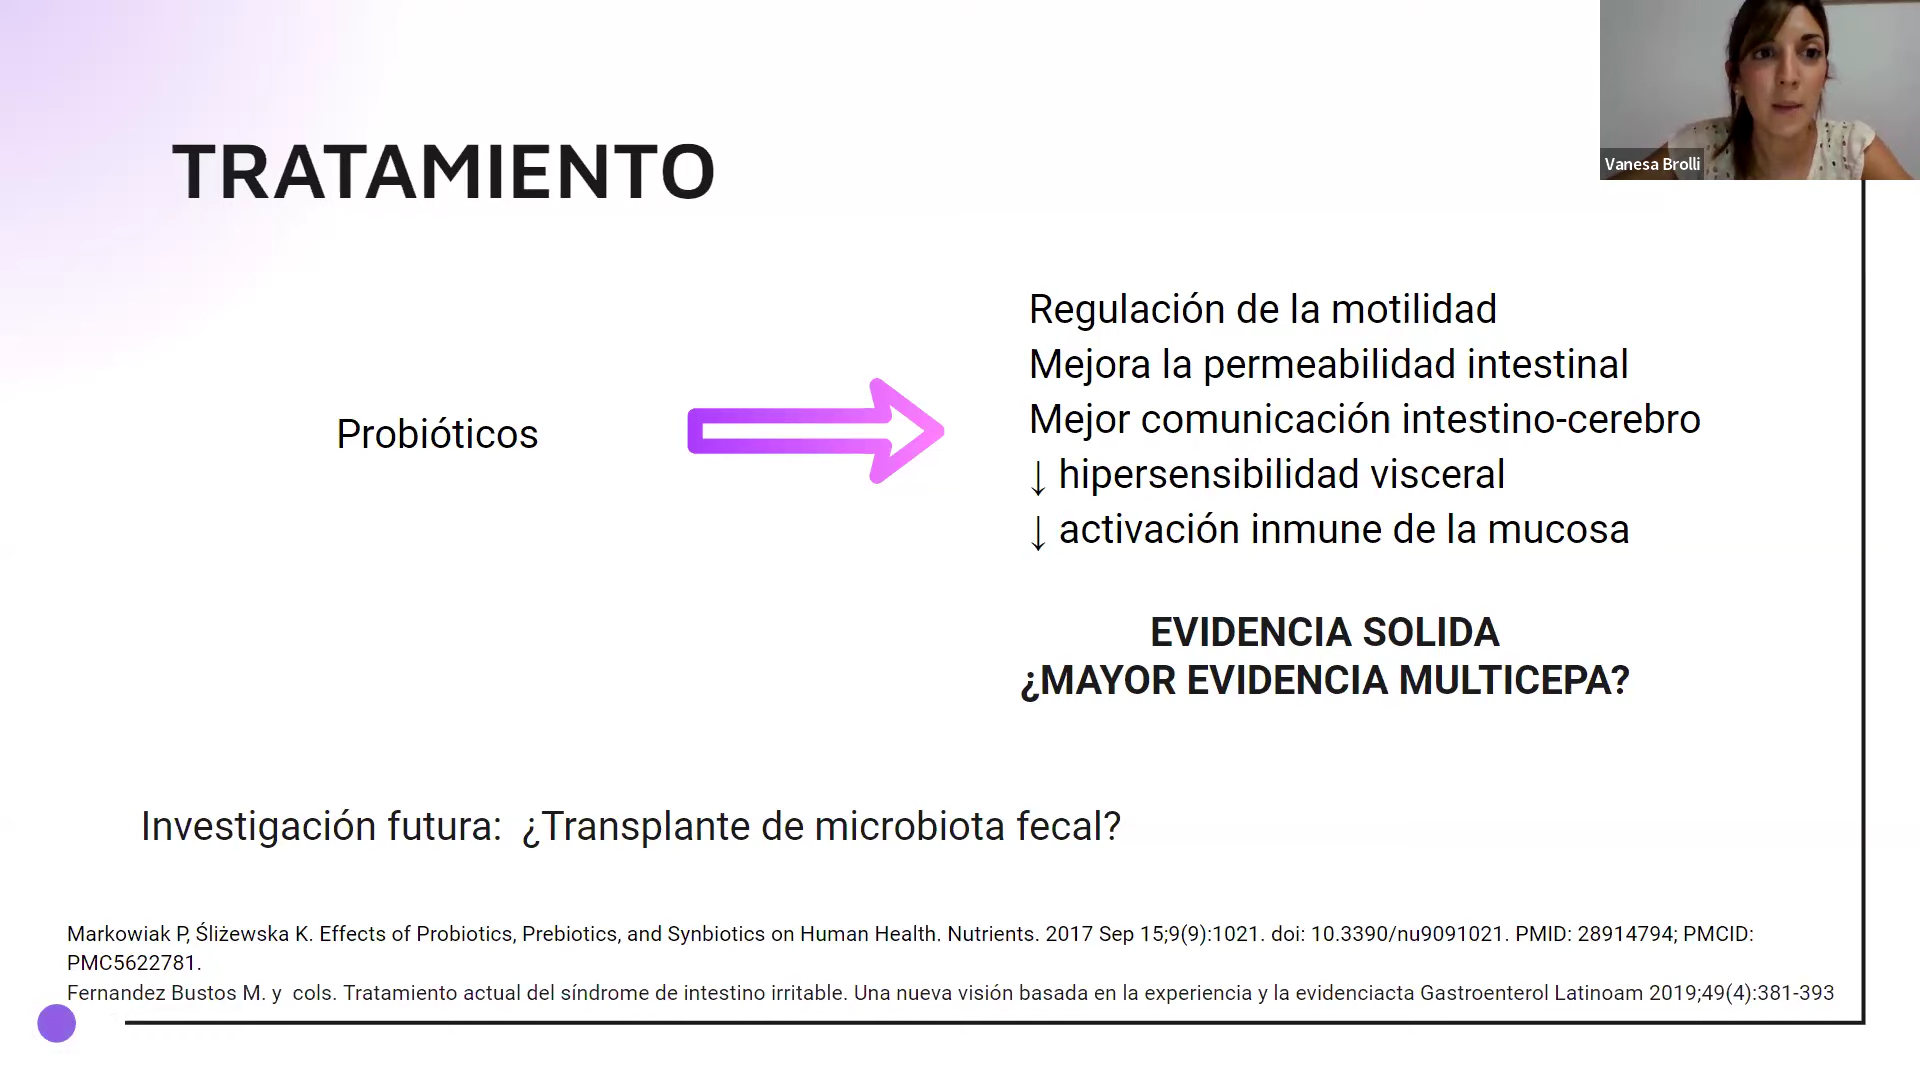 Vanesa Brolli
TRATAMIENTO
Probióticos
Regulación de la motilidad
Mejora la permeabilidad intestinal
Mejor comunicación intestino-cerebro
↓ hipersensibilidad visceral
↓ activación inmune de la mucosa
EVIDENCIA SOLIDA
¿MAYOR EVIDENCIA MULTICEPA?
Investigación futura: ¿Transplante de microbiota fecal?
Markowiak P, Śliżewska K. Effects of Probiotics, Prebiotics, and Synbiotics on Human Health. Nutrients. 2017 Sep 15;9(9):1021. doi: 10.3390/nu9091021. PMID: 28914794; PMCID:
PMC5622781.
Fernandez Bustos M. y cols. Tratamiento actual del síndrome de intestino irritable. Una nueva visión basada en la experiencia y la evidenciacta Gastroenterol Latinoam 2019;49(4):381-393